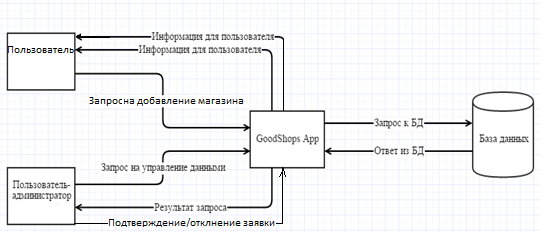 Информация для пользователя
Пользователь
Информация для пользователя
Запросна добавление магазина
GoodShops App
Запрос к БД
Ответ из БД
База данных
Запрос на управление данными
Пользователь-
администратор
Результат запроса
Подтверждение/отклнение заявки